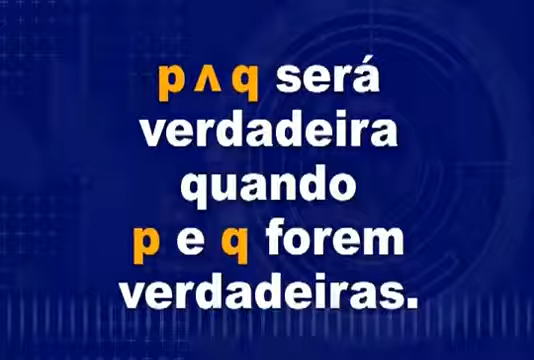 p ∧ q será
verdadeira
quando
p e q forem
verdadeiras.